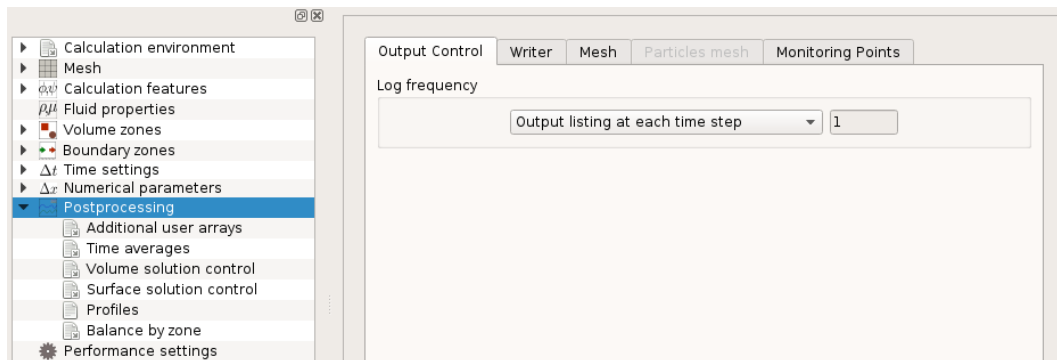 Calculation environment
Mesh
Calculation features
Fluid properties
Volume zones
Boundary zones
Δt Time settings
Δx Numerical parameters
Postprocessing
Additional user arrays
Time averages
Volume solution control
Surface solution control
Profiles
Balance by zone
Performance settings
Output Control Writer Mesh Particles mesh Monitoring Points
Log frequency
Output listing at each time step 1